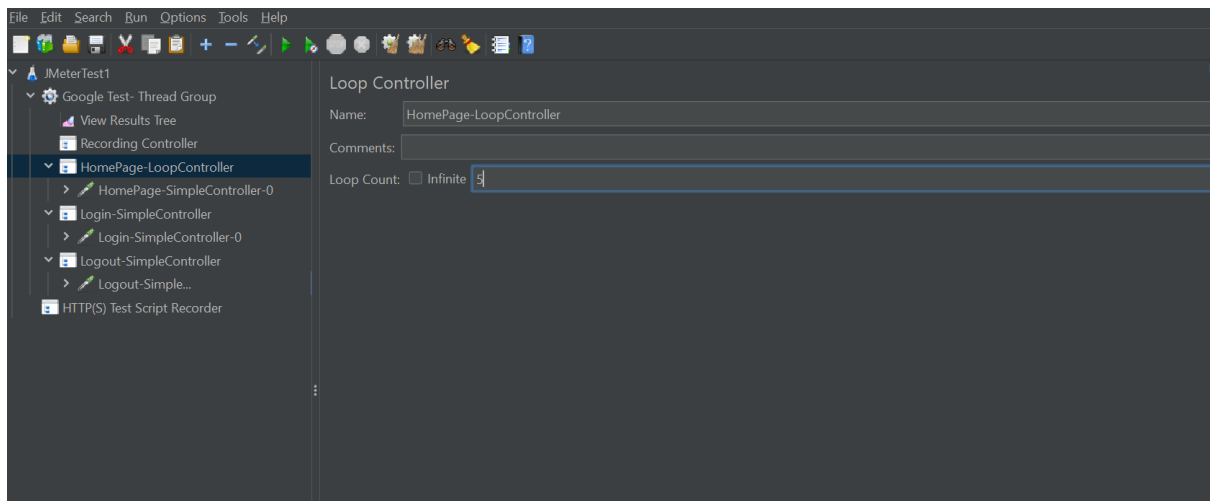 File Edit Search Run Options Tools Help
JMeterTest1
Google Test- Thread Group
View Results Tree
Recording Controller
HomePage-LoopController
HomePage-SimpleController-0
Login-SimpleController
Login-SimpleController-0
Logout-SimpleController
Logout-Simple...
HTTP(S) Test Script Recorder
Loop Controller
Name: HomePage-LoopController
Comments:
Loop Count: Infinite 5